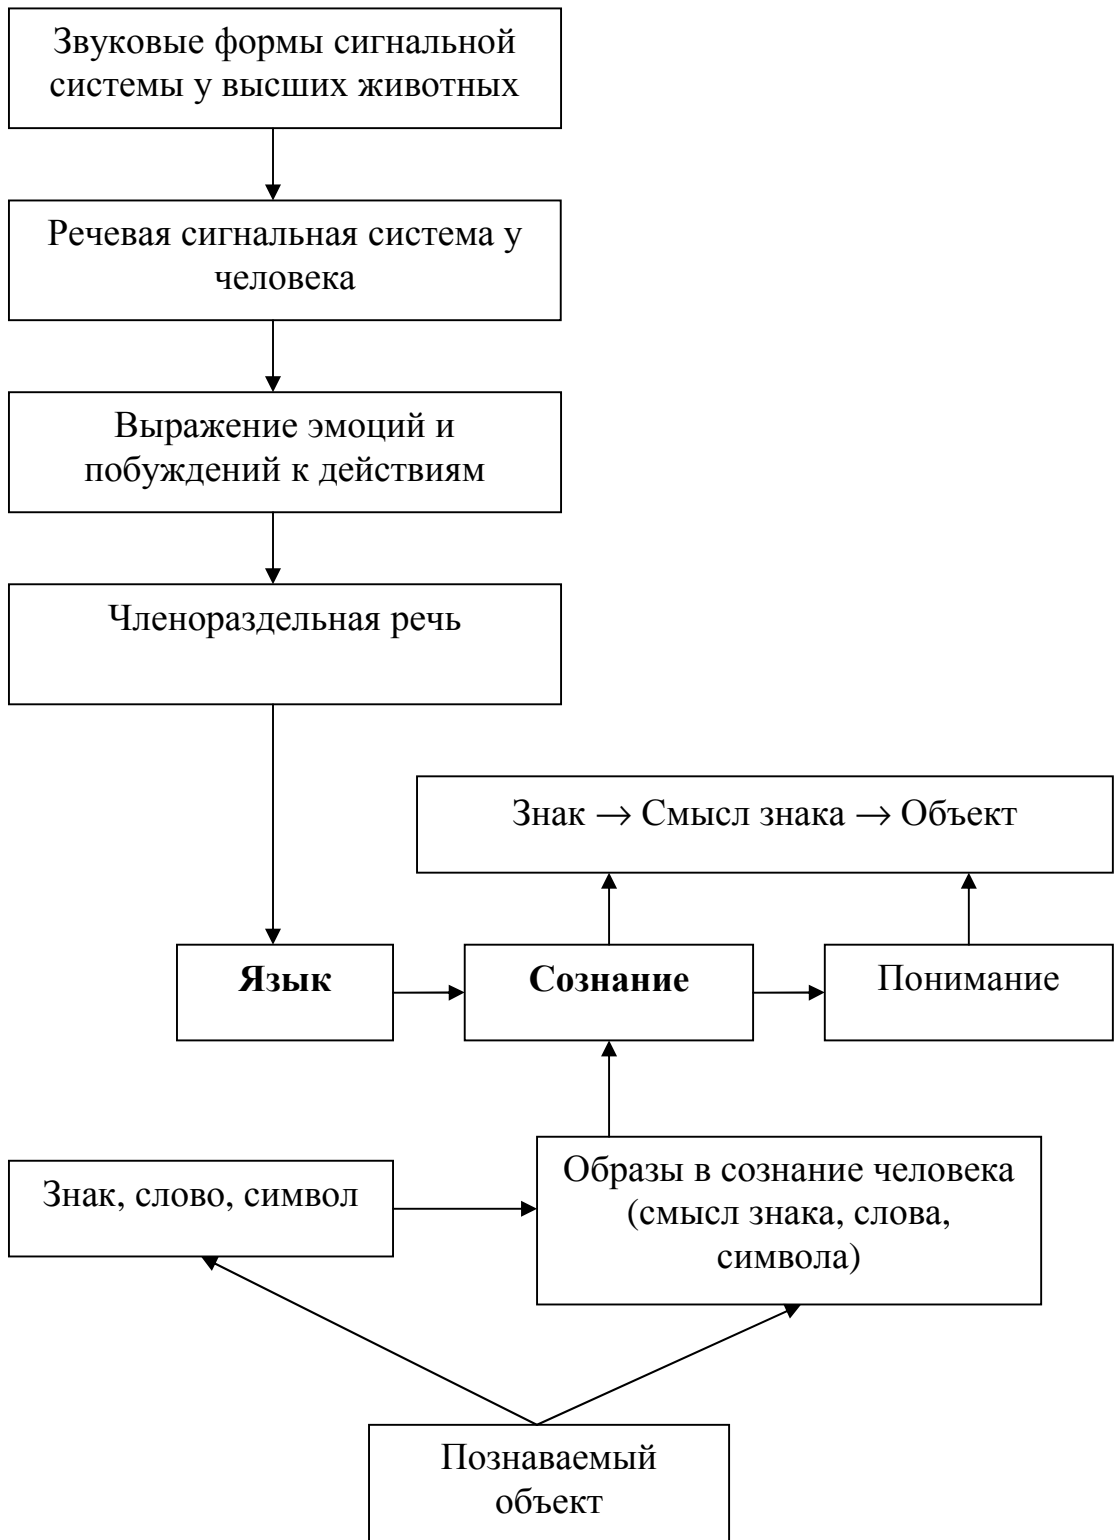 Звуковые формы сигнальной
системы у высших животных
Речевая сигнальная система у
человека
Выражение эмоций и
побуждений к действиям
Членораздельная речь
Знак → Смысл знака → Объект
Язык
Сознание
Понимание
Знак, слово, символ
Образы в сознание человека
(смысл знака, слова,
символа)
Познаваемый
объект